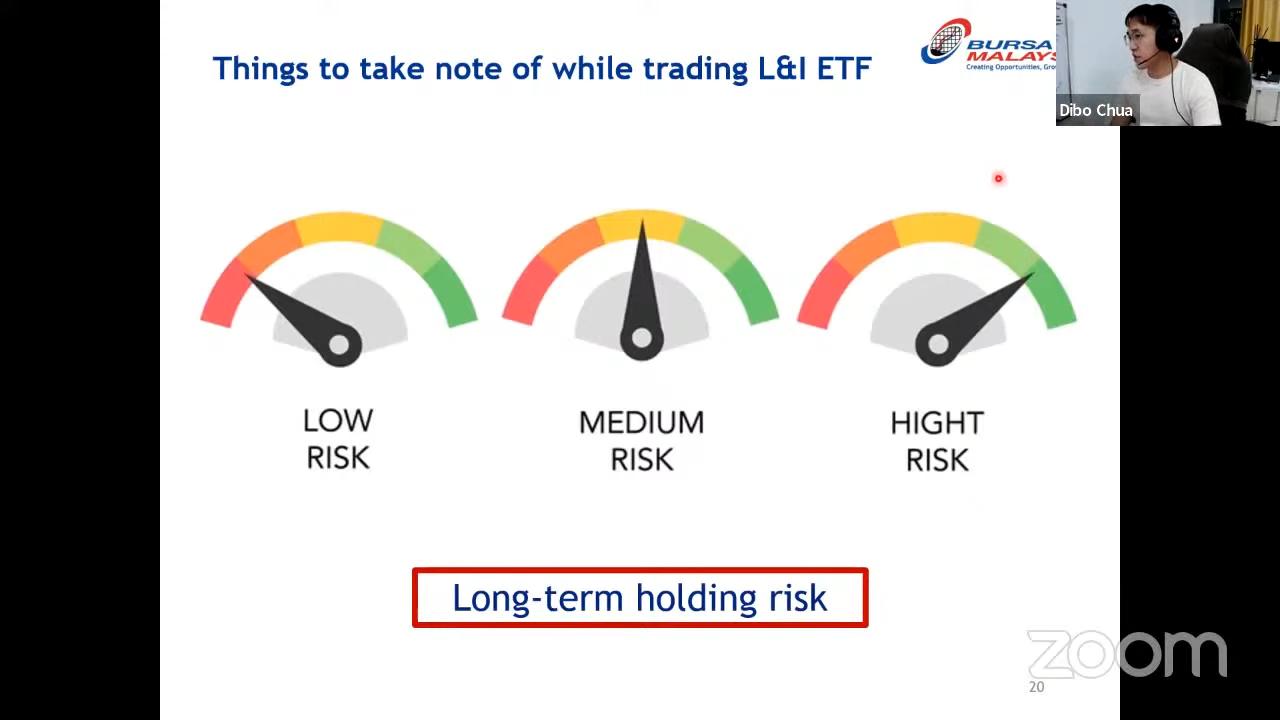 Things to take note of while trading L&I ETF
BURSA
MALAYS
Creating Opportunities, Gro
Dibo Chua
LOW
RISK
MEDIUM
RISK
HIGHT
RISK
Long-term holding risk
zoom
20